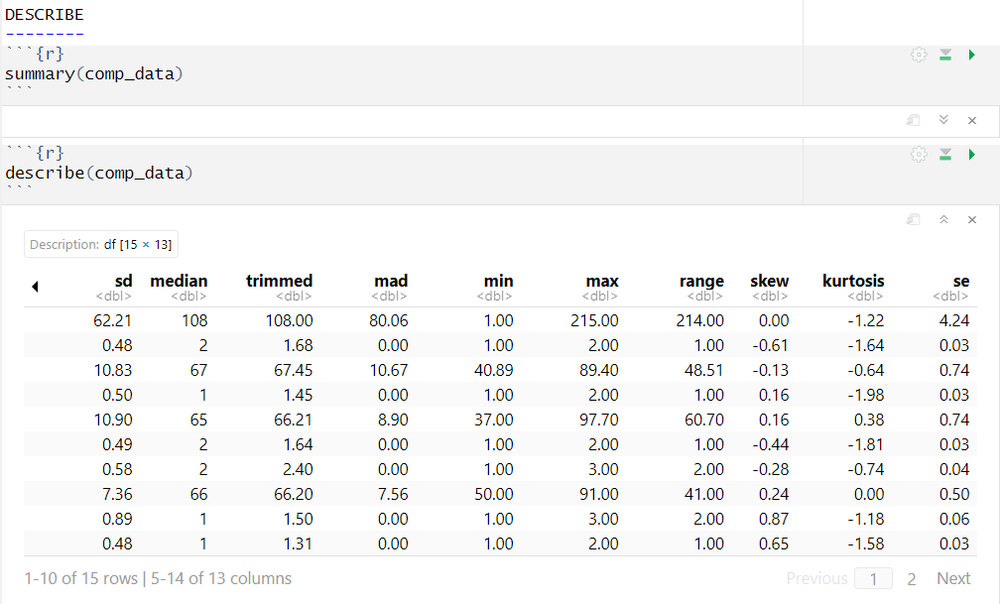 DESCRIBE
--------
```{r}
summary(comp_data)
```
```{r}
describe(comp_data)
```
Description: df [15 × 13]
sd median trimmed mad min max range skew kurtosis se
<dbl> <dbl> <dbl> <dbl> <dbl> <dbl> <dbl> <dbl> <dbl> <dbl>
62.21 108 108.00 80.06 1.00 215.00 214.00 0.00 -1.22 4.24
0.48 2 1.68 0.00 1.00 2.00 1.00 -0.61 -1.64 0.03
10.83 67 67.45 10.67 40.89 89.40 48.51 -0.13 -0.64 0.74
0.50 1 1.45 0.00 1.00 2.00 1.00 0.16 -1.98 0.03
10.90 65 66.21 8.90 37.00 97.70 60.70 0.16 0.38 0.74
0.49 2 1.64 0.00 1.00 2.00 1.00 -0.44 -1.81 0.03
0.58 2 2.40 0.00 1.00 3.00 2.00 -0.28 -0.74 0.04
7.36 66 66.20 7.56 50.00 91.00 41.00 0.24 0.00 0.50
0.89 1 1.50 0.00 1.00 3.00 2.00 0.87 -1.18 0.06
0.48 1 1.31 0.00 1.00 2.00 1.00 0.65 -1.58 0.03
1-10 of 15 rows | 5-14 of 13 columns Previous 1 2 Next